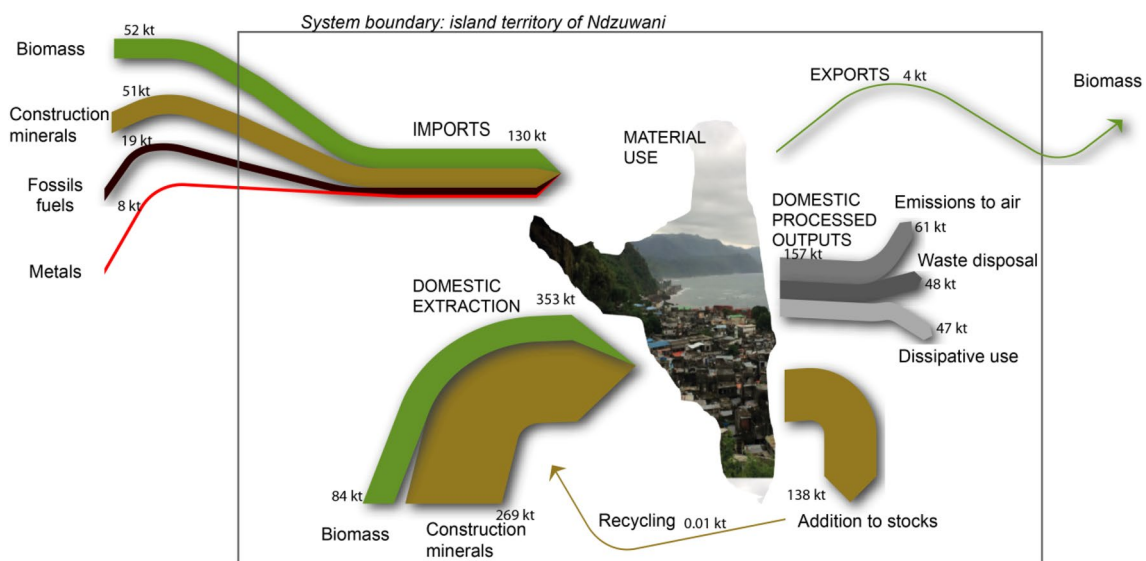 System boundary: island territory of Ndzuwani
52 kt
Biomass
51kt
Construction
minerals
19 kt
Fossils
fuels
8 kt
Metals
IMPORTS
130 kt
MATERIAL
USE
EXPORTS
4 kt
Biomass
DOMESTIC
PROCESSED
OUTPUTS
157 kt
Emissions to air
61 kt
Waste disposal
48 kt
47 kt
Dissipative use
DOMESTIC
EXTRACTION
353 kt
84 kt
Biomass
269 kt
Construction
minerals
Recycling
0.01 kt
138 kt
Addition to stocks